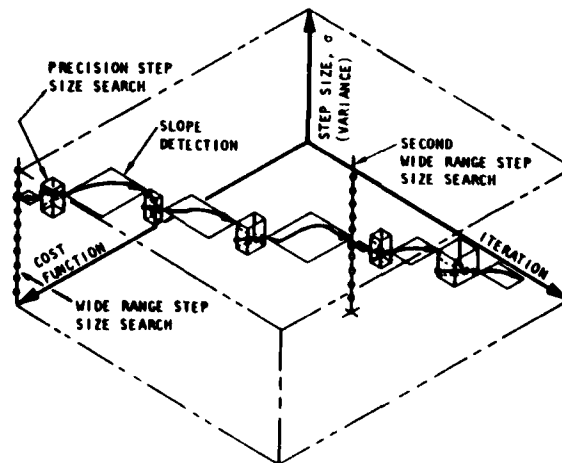 PRECISION STEP
SIZE SEARCH
SLOPE
DETECTION
STEP SIZE, σ
(VARIANCE)
SECOND
WIDE RANGE STEP
SIZE SEARCH
COST
FUNCTION
ITERATION
WIDE RANGE STEP
SIZE SEARCH